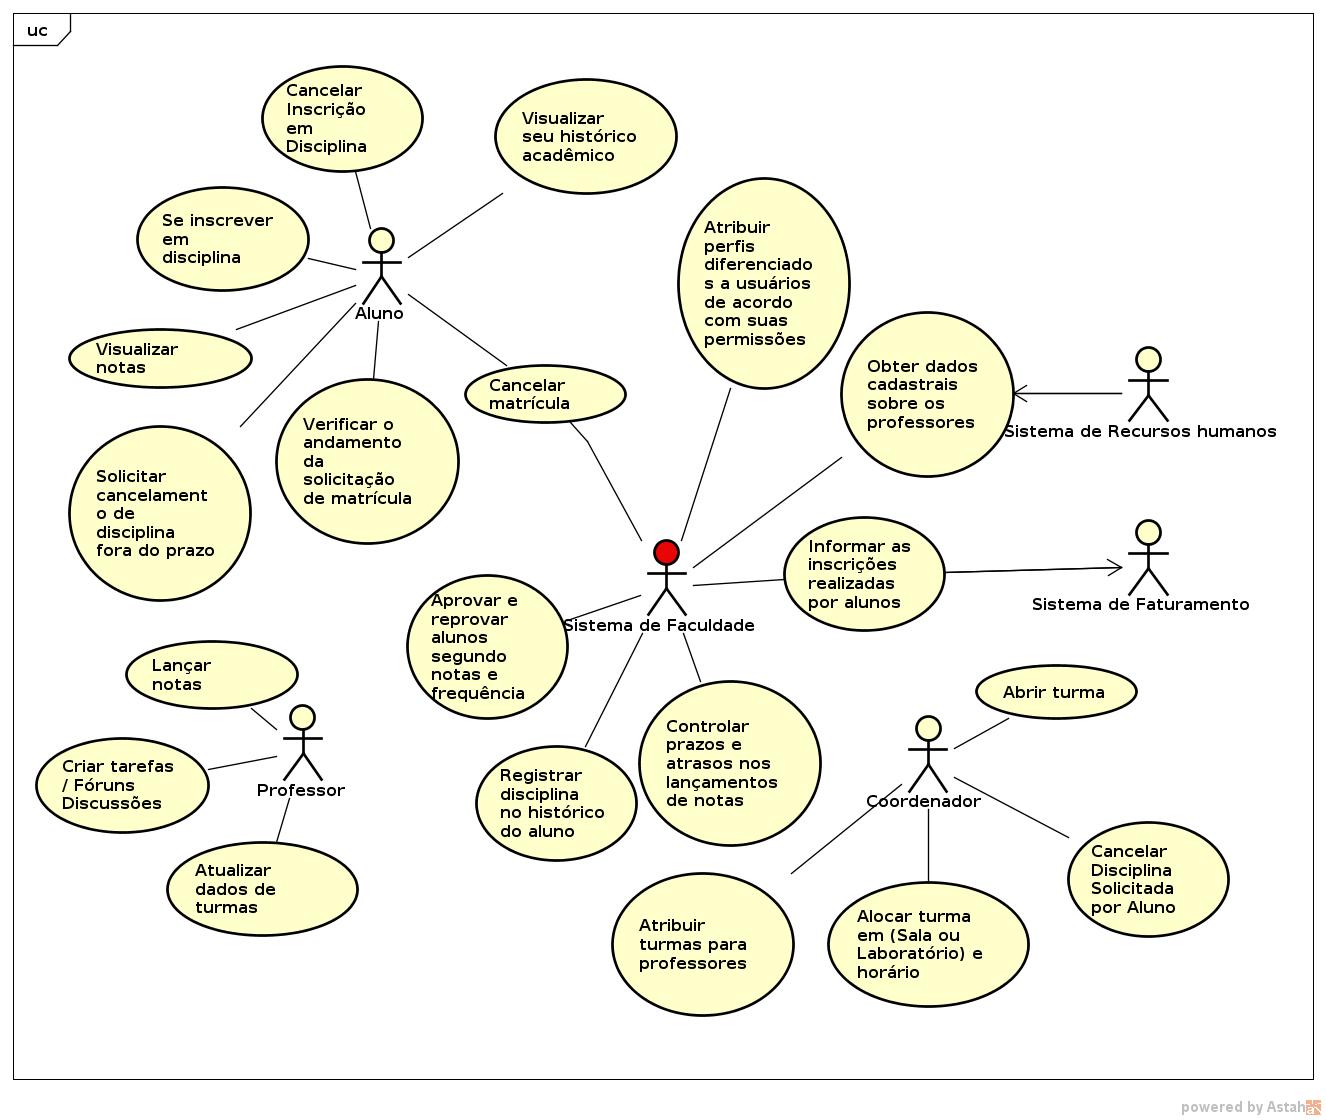 uc
Cancelar
Inscrição
em
Disciplina
Visualizar
seu histórico
acadêmico
Se inscrever
em
disciplina
Atribuir
perfis
diferenciado
s a usuários
de acordo
com suas
permissões
Aluno
Visualizar
notas
Cancelar
matrícula
Obter dados
cadastrais
sobre os
professores
Sistema de Recursos humanos
Verificar o
andamento
da
solicitação
de matrícula
Solicitar
cancelament
o de
disciplina
fora do prazo
Informar as
inscrições
realizadas
por alunos
Sistema de Faturamento
Aprovar e
reprovar
alunos
segundo
notas e
frequência
Sistema de Faculdade
Lançar
notas
Abrir turma
Controlar
prazos e
atrasos nos
lançamentos
de notas
Criar tarefas
/ Fóruns
Discussões
Professor
Registrar
disciplina
no histórico
do aluno
Coordenador
Atualizar
dados de
turmas
Cancelar
Disciplina
Solicitada
por Aluno
Atribuir
turmas para
professores
Alocar turma
em (Sala ou
Laboratório) e
horário
powered by Astah